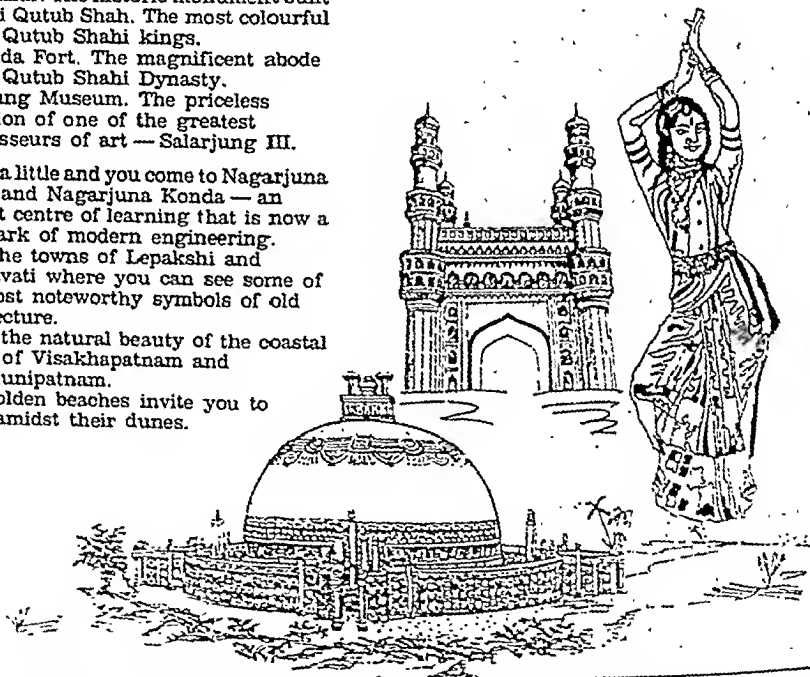 i Qutub Shah. The most colourful
Qutub Shahi kings.
da Fort. The magnificent abode
Qutub Shahi Dynasty.
ung Museum. The priceless
ion of one of the greatest
sseurs of art — Salarjung III.
a little and you come to Nagarjuna
and Nagarjuna Konda — an
t centre of learning that is now a
ark of modern engineering.
he towns of Lepakshi and
vati where you can see some of
ost noteworthy symbols of old
ecture.
the natural beauty of the coastal
of Visakhapatnam and
unipatnam.
olden beaches invite you to
amidst their dunes.